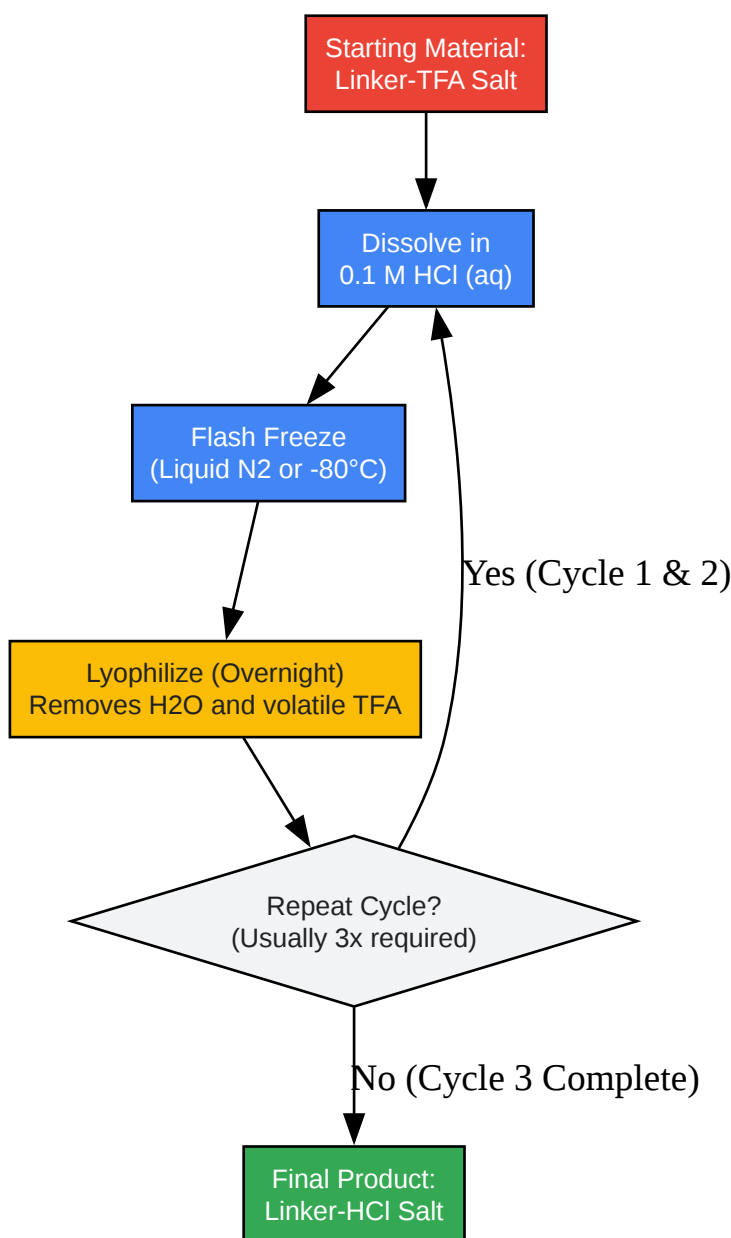 Starting Material:
Linker-TFA Salt
Dissolve in
0.1 M HCl (aq)
Flash Freeze
(Liquid N2 or -80°C)
Yes (Cycle 1 & 2)
Lyophilize (Overnight)
Removes H2O and volatile TFA
Repeat Cycle?
(Usually 3x required)
No (Cycle 3 Complete)
Final Product:
Linker-HCl Salt